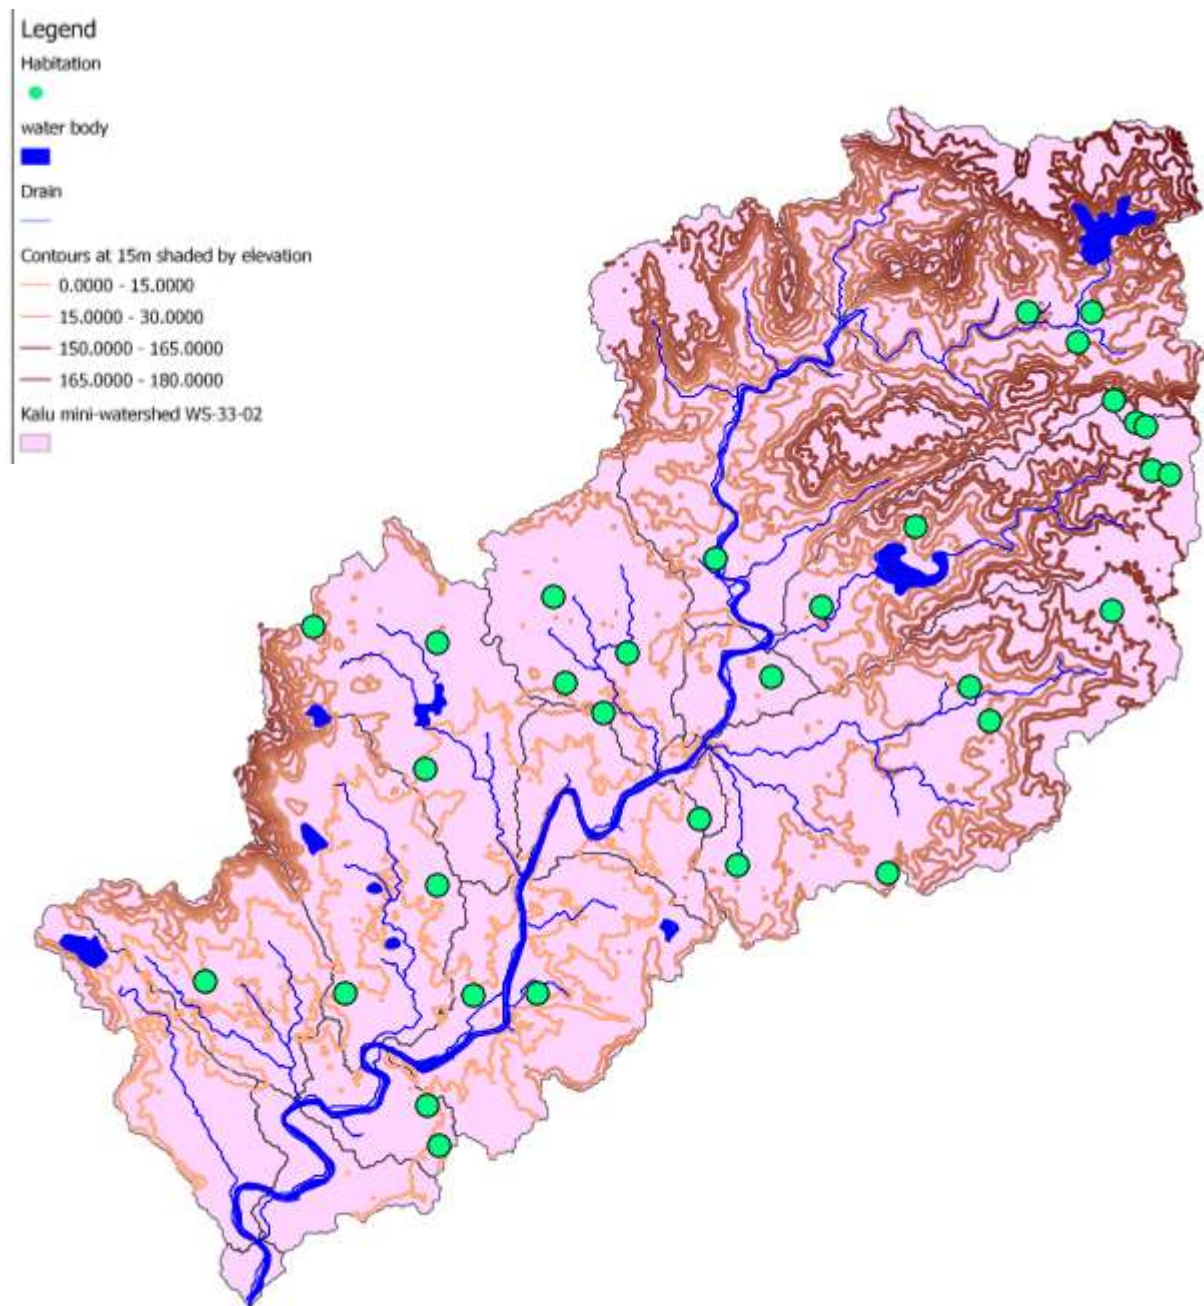 Legend
Habitation
water body
Drain
Contours at 15m shaded by elevation
0.0000 - 15.0000
15.0000 - 30.0000
150.0000 - 165.0000
165.0000 - 180.0000
Kalu mini-watershed WS-33-02